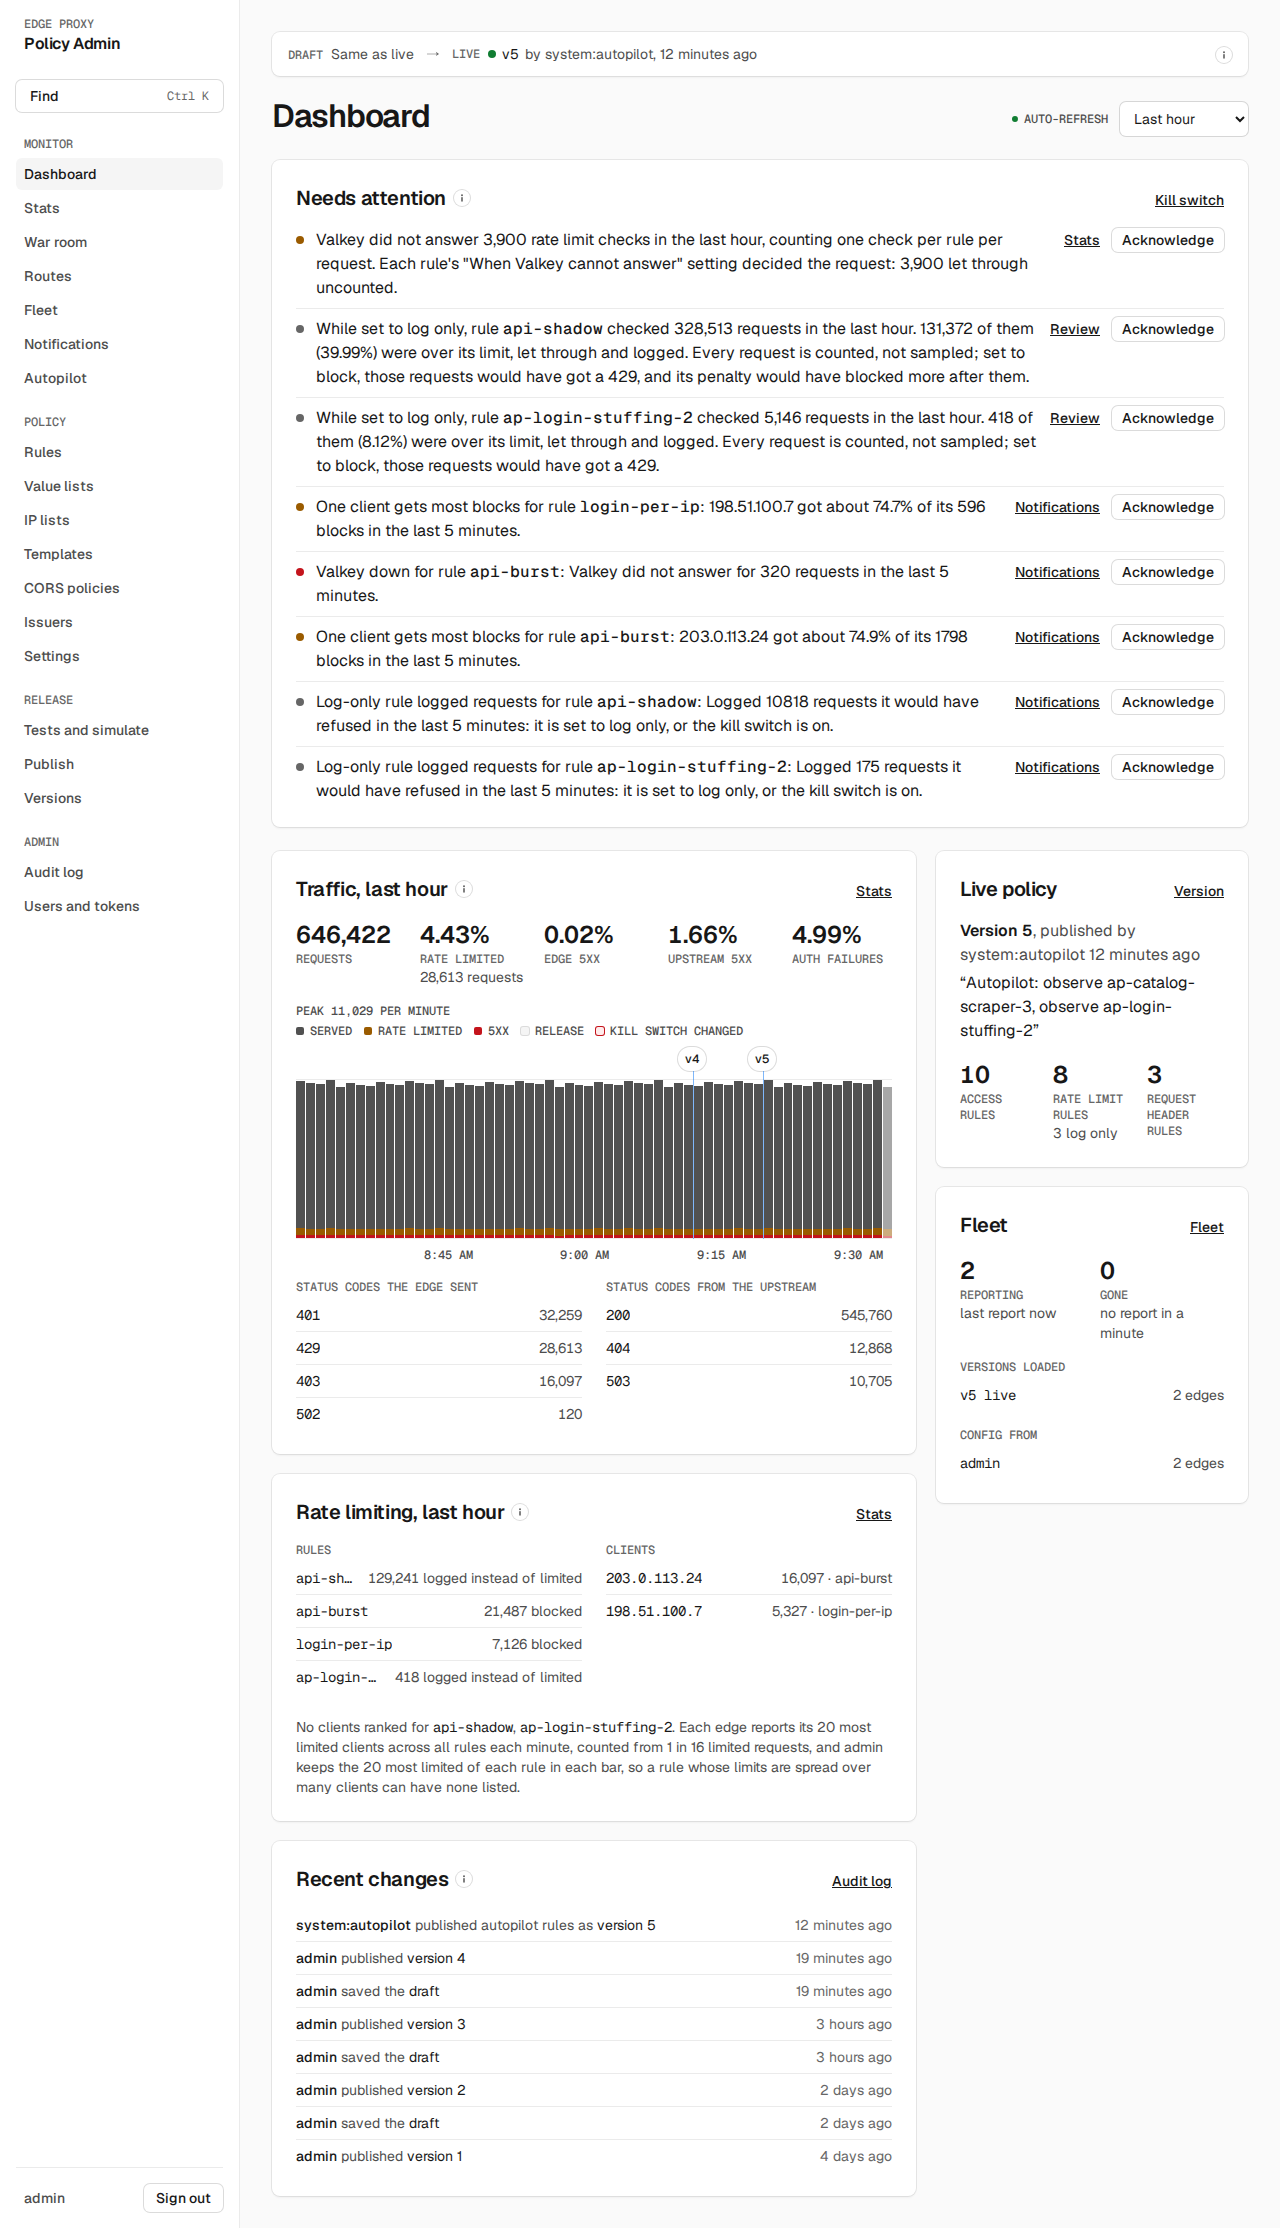 EDGE PROXY
Policy Admin
Find
Ctrl K
MONITOR
Dashboard
Stats
War room
Routes
Fleet
Notifications
Autopilot
POLICY
Rules
Value lists
IP lists
Templates
CORS policies
Issuers
Settings
RELEASE
Tests and simulate
Publish
Versions
ADMIN
Audit log
Users and tokens
admin
Sign out
DRAFT Same as live → LIVE v5 by system:autopilot, 12 minutes ago
Dashboard
AUTO-REFRESH
Last hour
Needs attention
Kill switch
Valkey did not answer 3,900 rate limit checks in the last hour, counting one check per rule per
request. Each rule's "When Valkey cannot answer" setting decided the request: 3,900 let through
uncounted.
Stats
Acknowledge
While set to log only, rule api-shadow checked 328,513 requests in the last hour. 131,372 of them
(39.99%) were over its limit, let through and logged. Every request is counted, not sampled; set to
block, those requests would have got a 429, and its penalty would have blocked more after them.
Review
Acknowledge
While set to log only, rule ap-login-stuffing-2 checked 5,146 requests in the last hour. 418 of
them (8.12%) were over its limit, let through and logged. Every request is counted, not sampled; set
to block, those requests would have got a 429.
Review
Acknowledge
One client gets most blocks for rule login-per-ip: 198.51.100.7 got about 74.7% of its 596
blocks in the last 5 minutes.
Notifications
Acknowledge
Valkey down for rule api-burst: Valkey did not answer for 320 requests in the last 5
minutes.
Notifications
Acknowledge
One client gets most blocks for rule api-burst: 203.0.113.24 got about 74.9% of its 1798
blocks in the last 5 minutes.
Notifications
Acknowledge
Log-only rule logged requests for rule api-shadow: Logged 10818 requests it would have
refused in the last 5 minutes: it is set to log only, or the kill switch is on.
Notifications
Acknowledge
Log-only rule logged requests for rule ap-login-stuffing-2: Logged 175 requests it
would have refused in the last 5 minutes: it is set to log only, or the kill switch is on.
Notifications
Acknowledge
Traffic, last hour
Stats
646,422
REQUESTS
4.43%
RATE LIMITED
28,613 requests
0.02%
EDGE 5XX
1.66%
UPSTREAM 5XX
4.99%
AUTH FAILURES
PEAK 11,029 PER MINUTE
SERVED RATE LIMITED 5XX RELEASE KILL SWITCH CHANGED
v4 v5
8:45 AM 9:00 AM 9:15 AM 9:30 AM
STATUS CODES THE EDGE SENT
401 32,259
429 28,613
403 16,097
502 120
STATUS CODES FROM THE UPSTREAM
200 545,760
404 12,868
503 10,705
Live policy
Version
Version 5, published by
system:autopilot 12 minutes ago
“Autopilot: observe ap-catalog-
scraper-3, observe ap-login-
stuffing-2”
10
ACCESS
RULES
8
RATE LIMIT
RULES
3 log only
3
REQUEST
HEADER
RULES
Fleet
Fleet
2
REPORTING
last report now
0
GONE
no report in a
minute
VERSIONS LOADED
v5 live 2 edges
CONFIG FROM
admin 2 edges
Rate limiting, last hour
Stats
RULES
api-sh… 129,241 logged instead of limited
api-burst 21,487 blocked
login-per-ip 7,126 blocked
ap-login-… 418 logged instead of limited
CLIENTS
203.0.113.24 16,097 · api-burst
198.51.100.7 5,327 · login-per-ip
No clients ranked for api-shadow, ap-login-stuffing-2. Each edge reports its 20 most
limited clients across all rules each minute, counted from 1 in 16 limited requests, and admin
keeps the 20 most limited of each rule in each bar, so a rule whose limits are spread over
many clients can have none listed.
Recent changes
Audit log
system:autopilot published autopilot rules as version 5 12 minutes ago
admin published version 4 19 minutes ago
admin saved the draft 19 minutes ago
admin published version 3 3 hours ago
admin saved the draft 3 hours ago
admin published version 2 2 days ago
admin saved the draft 2 days ago
admin published version 1 4 days ago